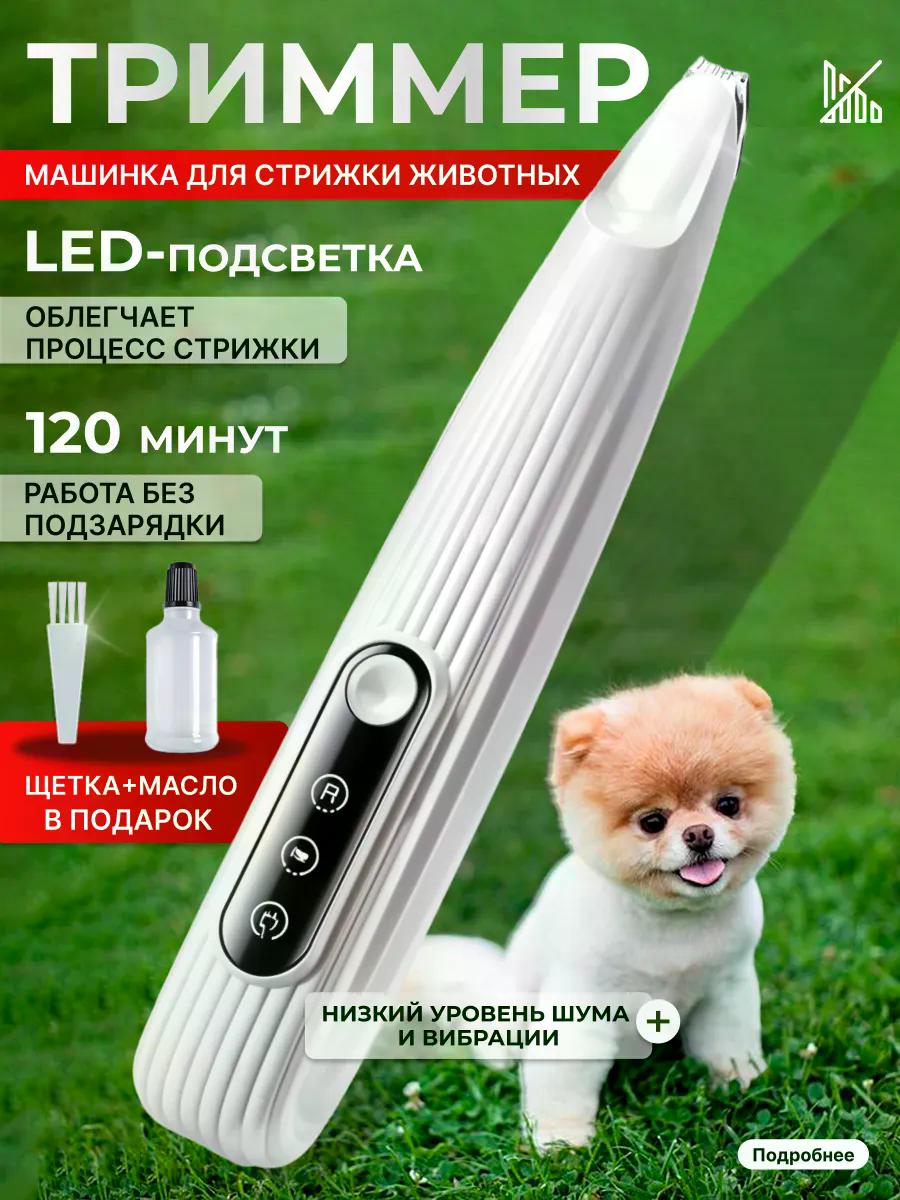 ТРИММЕР
МАШИНКА ДЛЯ СТРИЖКИ ЖИВОТНЫХ
LED-ПОДСВЕТКА
ОБЛЕГЧАЕТ
ПРОЦЕСС СТРИЖКИ
120 МИНУТ
РАБОТА БЕЗ
ПОДЗАРЯДКИ
ЩЕТКА+МАСЛО
В ПОДАРОК
НИЗКИЙ УРОВЕНЬ ШУМА
И ВИБРАЦИИ
+
Подробнее